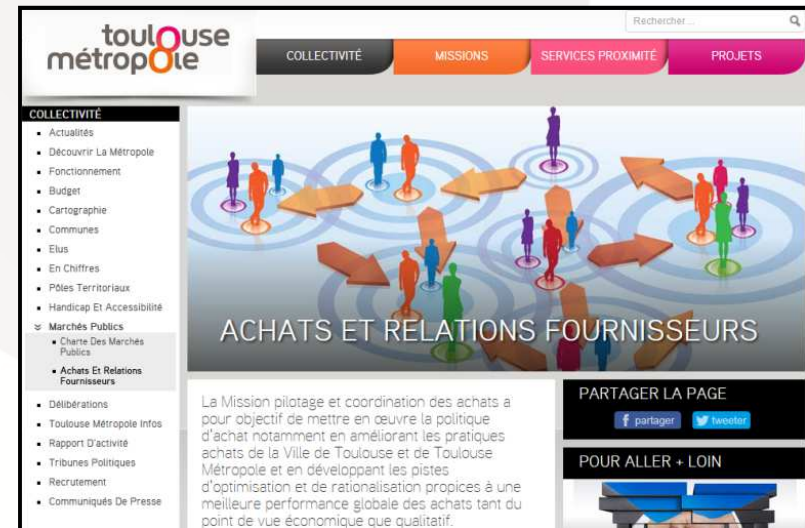 toulouse
métropole
Rechercher...
COLLECTIVITÉ
MISSIONS
SERVICES PROXIMITÉ
PROJETS
COLLECTIVITÉ
Actualités
Découvrir La Métropole
Fonctionnement
Budget
Cartographie
Communes
Elus
En Chiffres
Pôles Territoriaux
Handicap Et Accessibilité
Marchés Publics
Charte Des Marchés
Publics
Achats Et Relations
Fournisseurs
Délibérations
Toulouse Métropole Infos
Rapport D'activité
Tribunes Politiques
Recrutement
Communiqués De Presse
ACHATS ET RELATIONS FOURNISSEURS
La Mission pilotage et coordination des achats a
pour objectif de mettre en œuvre la politique
d'achat notamment en améliorant les pratiques
achats de la Ville de Toulouse et de Toulouse
Métropole et en développant les pistes
d'optimisation et de rationalisation propices à une
meilleure performance globale des achats tant du
point de vue économique que qualitatif.
PARTAGER LA PAGE
f partager
tweeter
POUR ALLER + LOIN